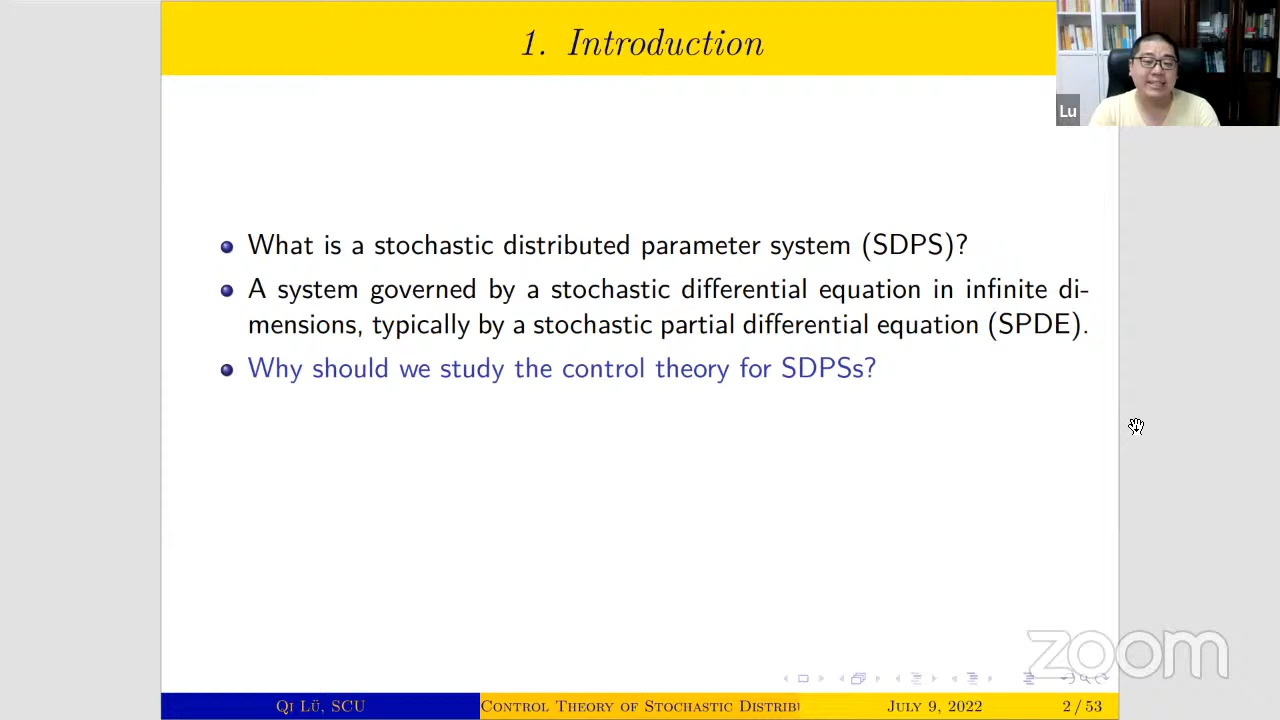 1. Introduction
Lu
What is a stochastic distributed parameter system (SDPS)?
A system governed by a stochastic differential equation in infinite di-
mensions, typically by a stochastic partial differential equation (SPDE).
Why should we study the control theory for SDPSs?
zoom
Qi Lü, SCU
Control Theory of Stochastic Distribu
July 9, 2022
2 / 53